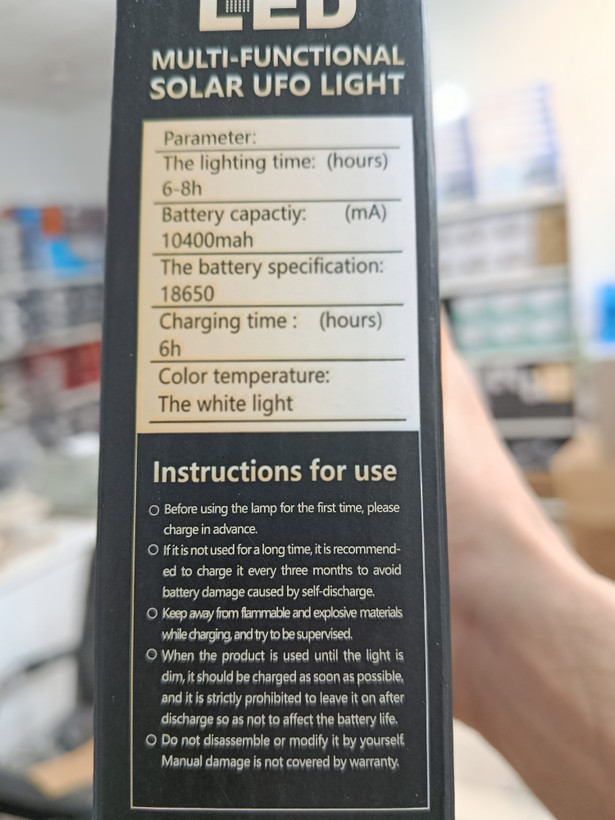 LED
MULTI-FUNCTIONAL
SOLAR UFO LIGHT
Parameter:
The lighting time: (hours)
6-8h
Battery capactiy: (mA)
10400mah
The battery specification:
18650
Charging time : (hours)
6h
Color temperature:
The white light
Instructions for use
○ Before using the lamp for the first time, please
charge in advance.
○ If it is not used for a long time, it is recommend-
ed to charge it every three months to avoid
battery damage caused by self-discharge.
○ Keep away from flammable and explosive materials
while charging, and try to be supervised.
○ When the product is used until the light is
dim, it should be charged as soon as possible,
and it is strictly prohibited to leave it on after
discharge so as not to affect the battery life.
○ Do not disassemble or modify it by yourself.
Manual damage is not covered by warranty.